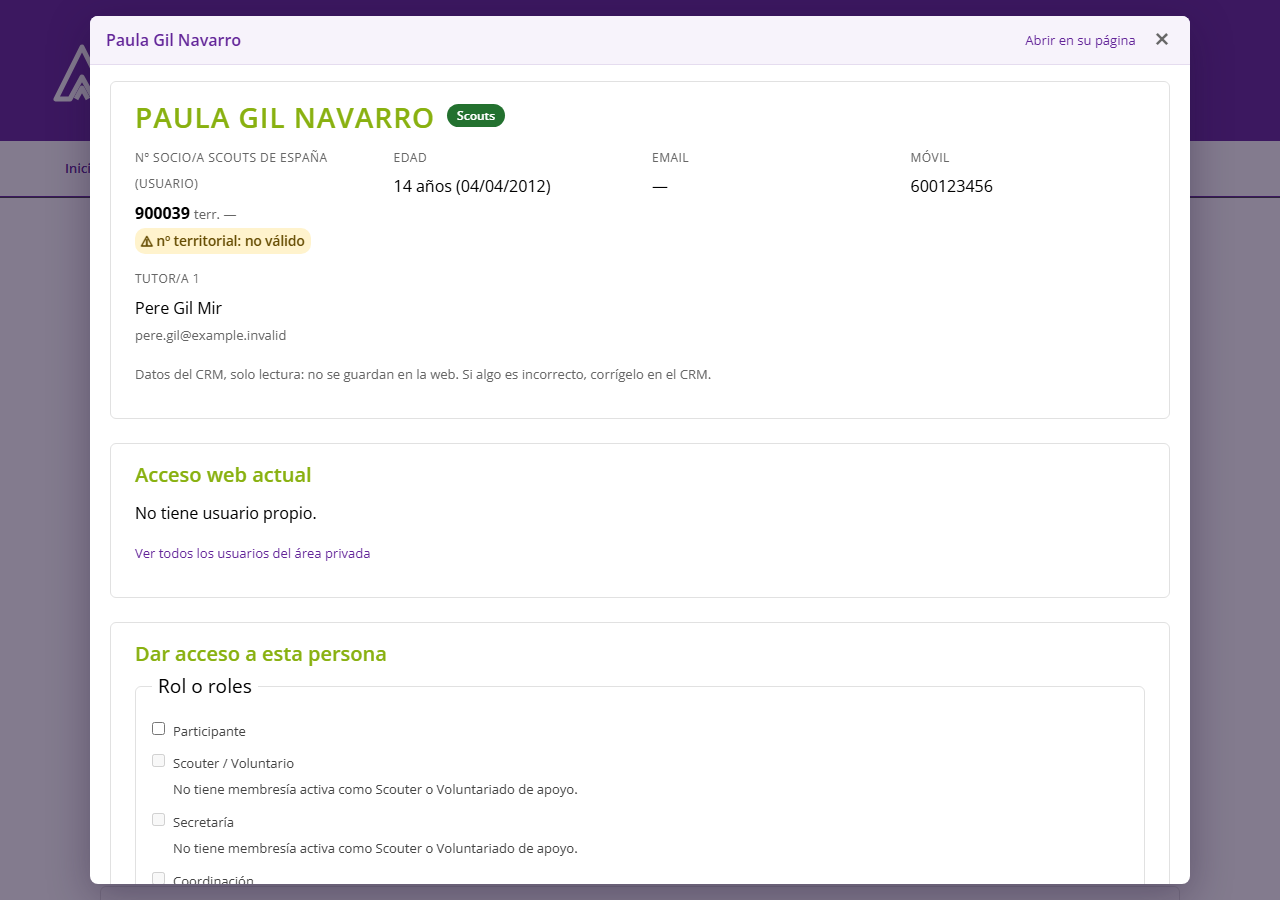 Paula Gil Navarro
Abrir en su página ✕
PAULA GIL NAVARRO Scouts
Nº SOCIO/A SCOUTS DE ESPAÑA (USUARIO)
900039 terr. —
⚠ nº territorial: no válido
EDAD
14 años (04/04/2012)
EMAIL
—
MÓVIL
600123456
TUTOR/A 1
Pere Gil Mir
pere.gil@example.invalid
Datos del CRM, solo lectura: no se guardan en la web. Si algo es incorrecto, corrígelo en el CRM.
Acceso web actual
No tiene usuario propio.
Ver todos los usuarios del área privada
Dar acceso a esta persona
Rol o roles
Participante
Scouter / Voluntario
No tiene membresía activa como Scouter o Voluntariado de apoyo.
Secretaría
No tiene membresía activa como Scouter o Voluntariado de apoyo.
Coordinación